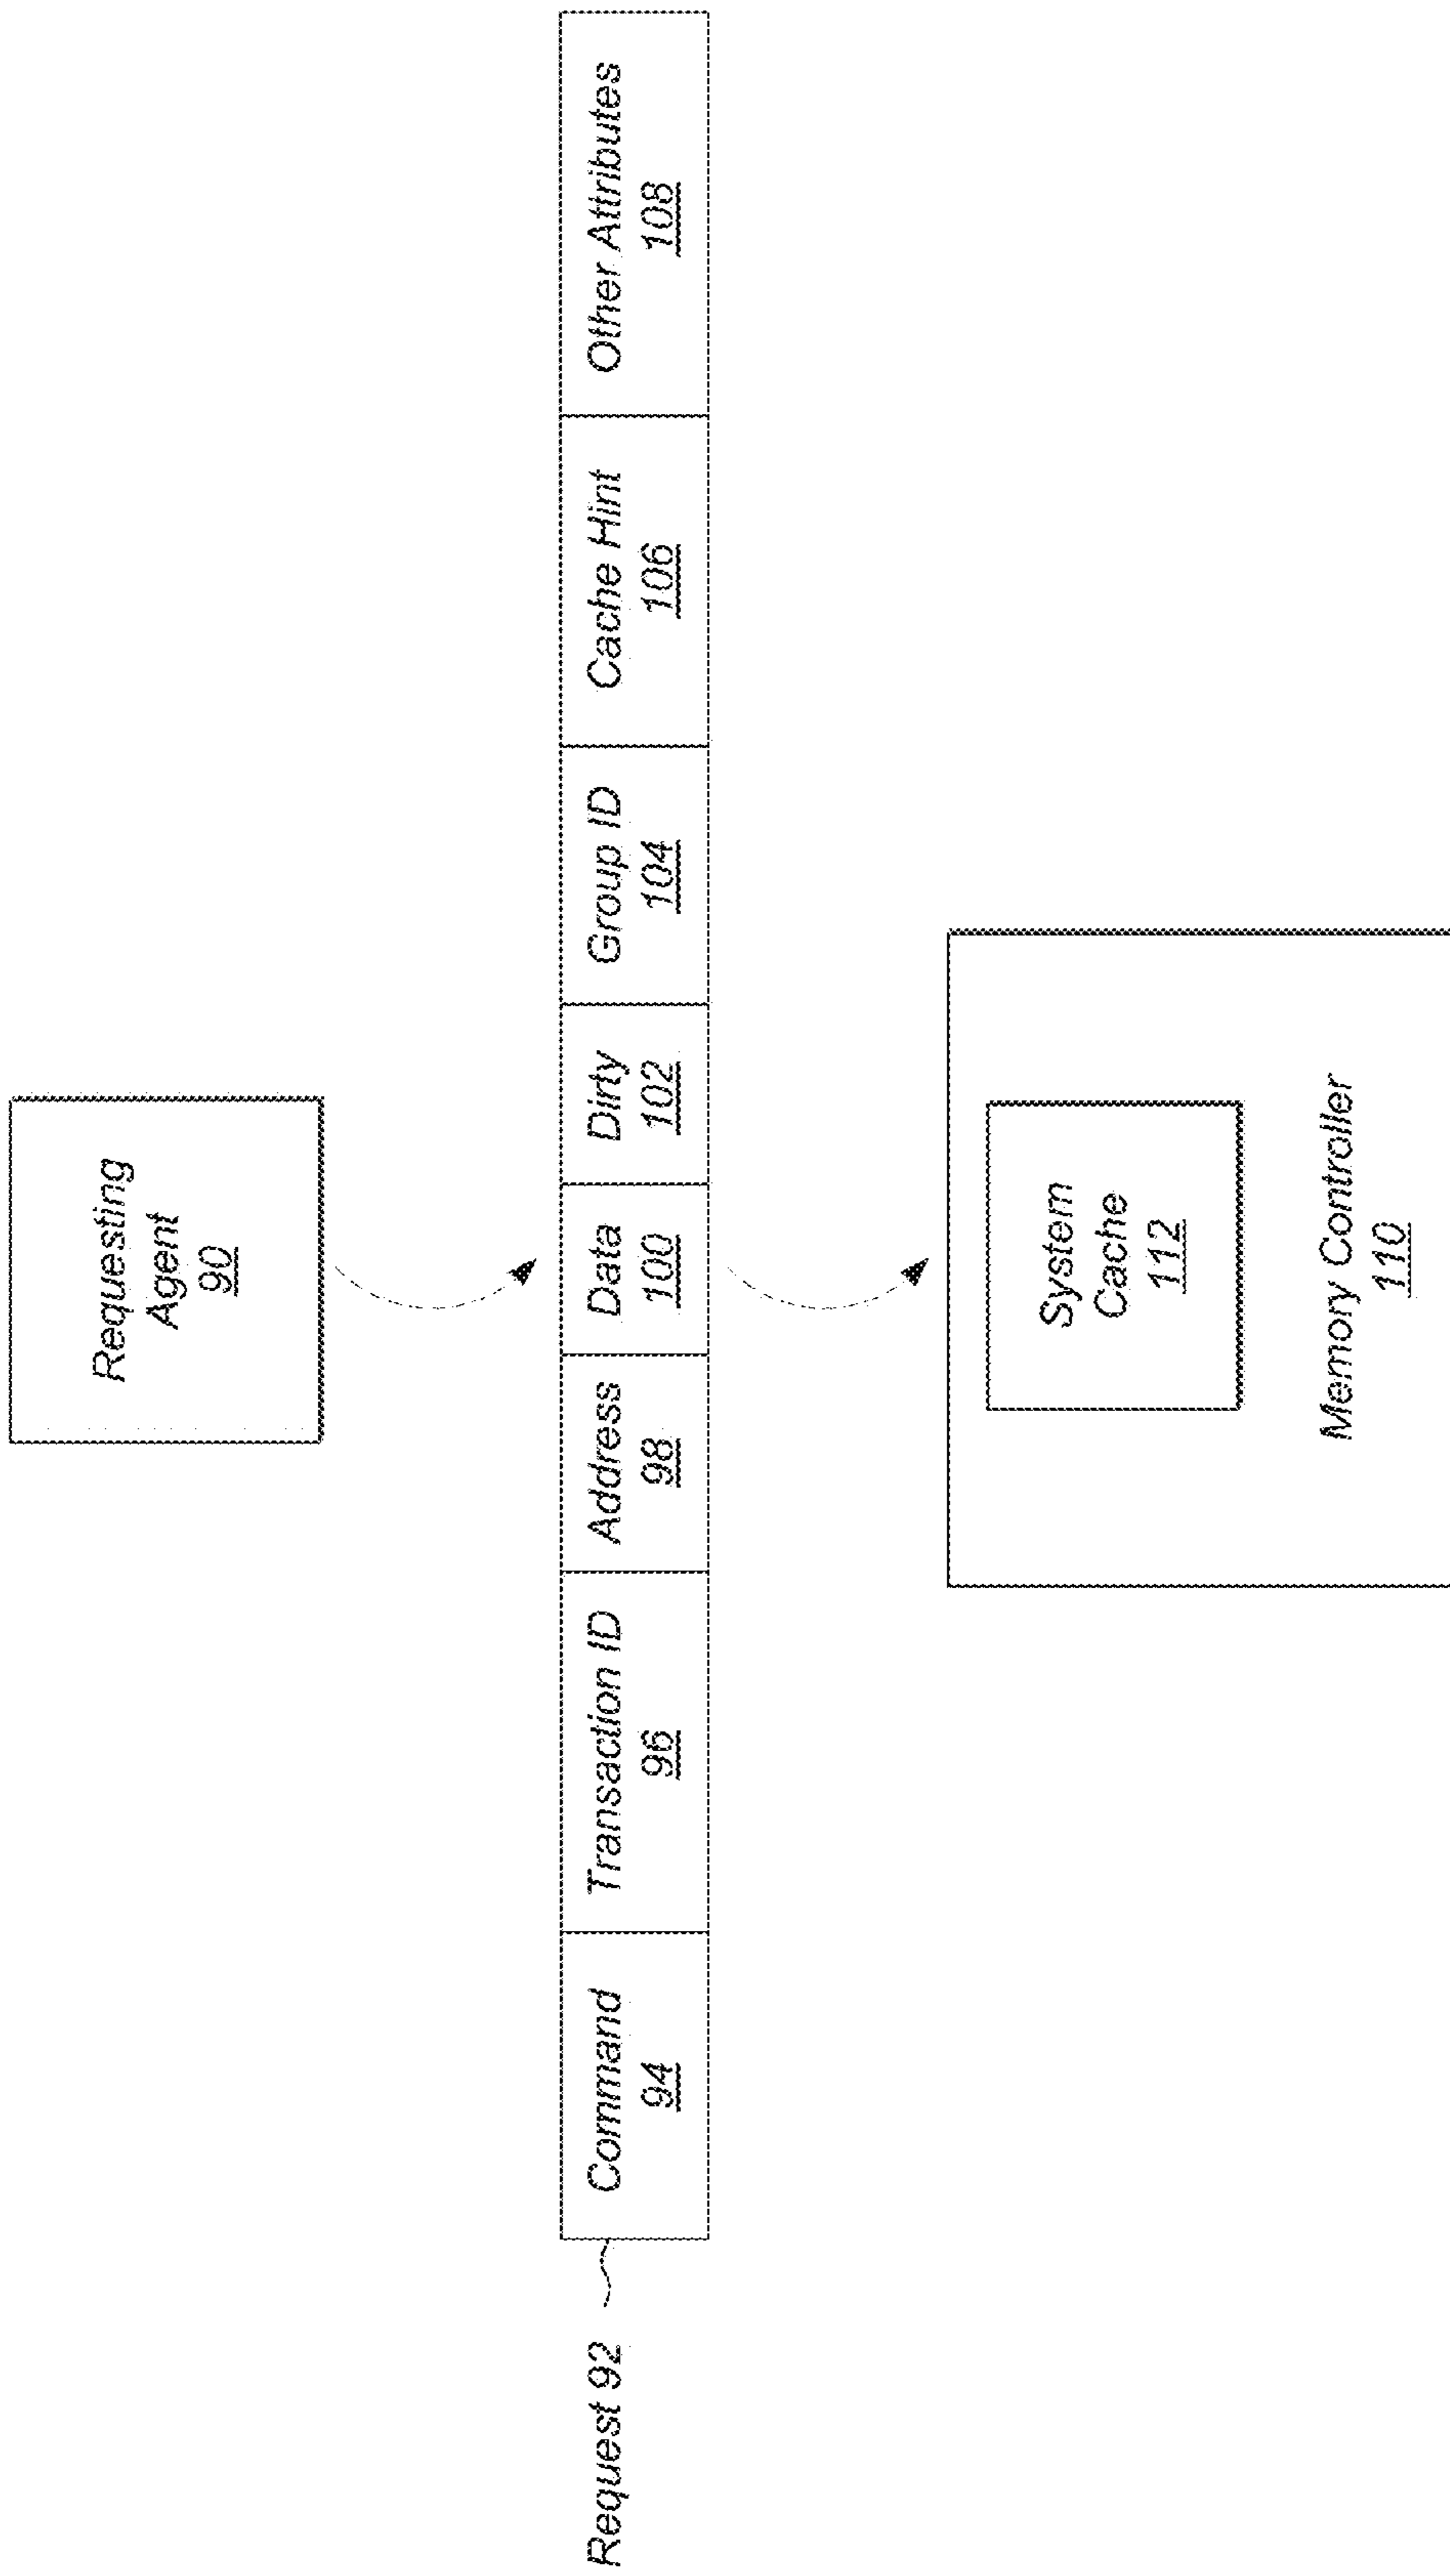 Requesting
Agent
90
Request 92
Command
94
Transaction ID
96
Address
98
Data
100
Dirty
102
Group ID
104
Cache Hint
106
Other Attributes
108
System
Cache
112
Memory Controller
110